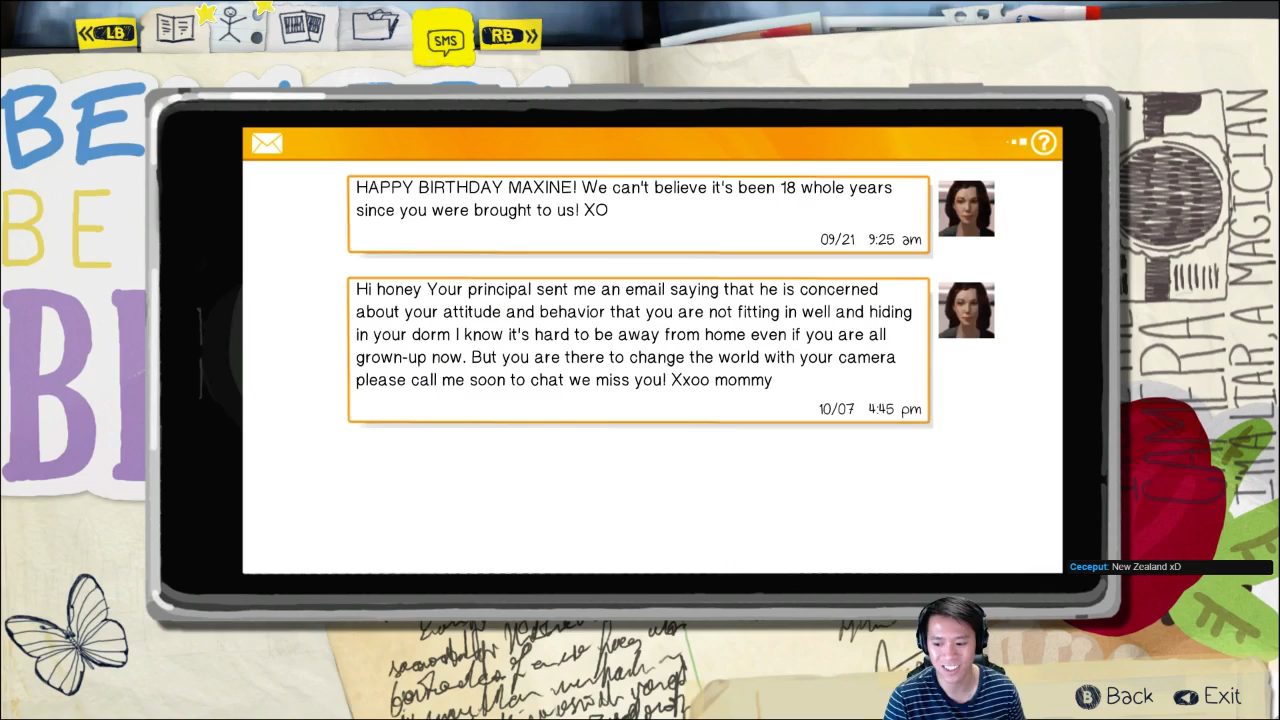 LB
SMS
RB
HAPPY BIRTHDAY MAXINE! We can't believe it's been 18 whole years
since you were brought to us! XO
09/21 9:25 am
Hi honey Your principal sent me an email saying that he is concerned
about your attitude and behavior that you are not fitting in well and hiding
in your dorm I know it's hard to be away from home even if you are all
grown-up now. But you are there to change the world with your camera
please call me soon to chat we miss you! Xxoo mommy
10/07 4:45 pm
BE
BE
Ceceput: New Zealand xD
B Back
Exit